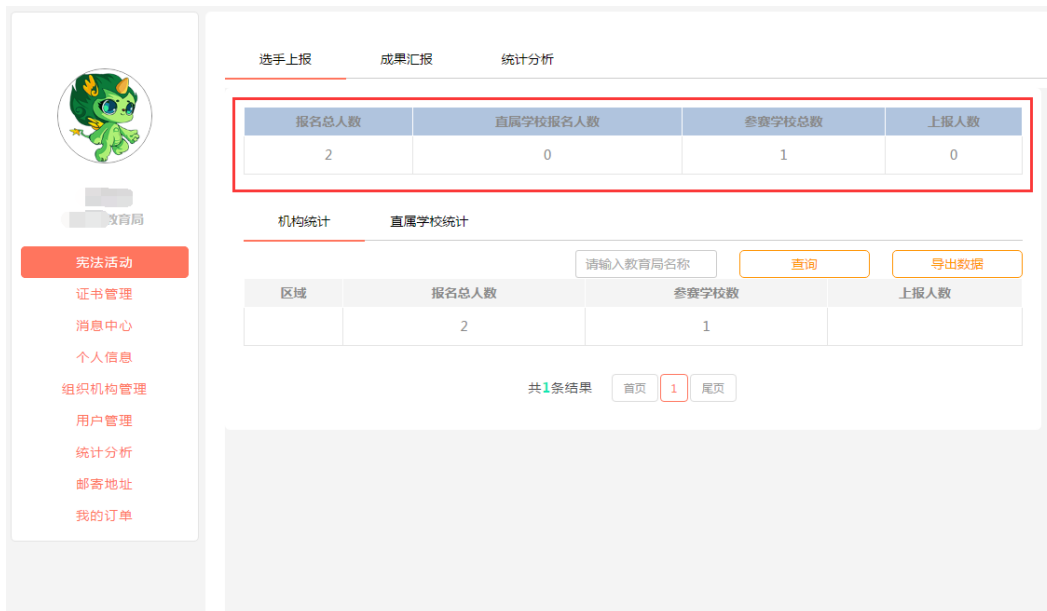 选手上报 成果汇报 统计分析
报名总人数 直属学校报名人数 参赛学校总数 上报人数
2 0 1 0
教育局
机构统计 直属学校统计
请输入教育局名称 查询 导出数据
区域 报名总人数 参赛学校数 上报人数
2 1
共1条结果 首页 1 尾页
宪法活动
证书管理
消息中心
个人信息
组织机构管理
用户管理
统计分析
邮寄地址
我的订单